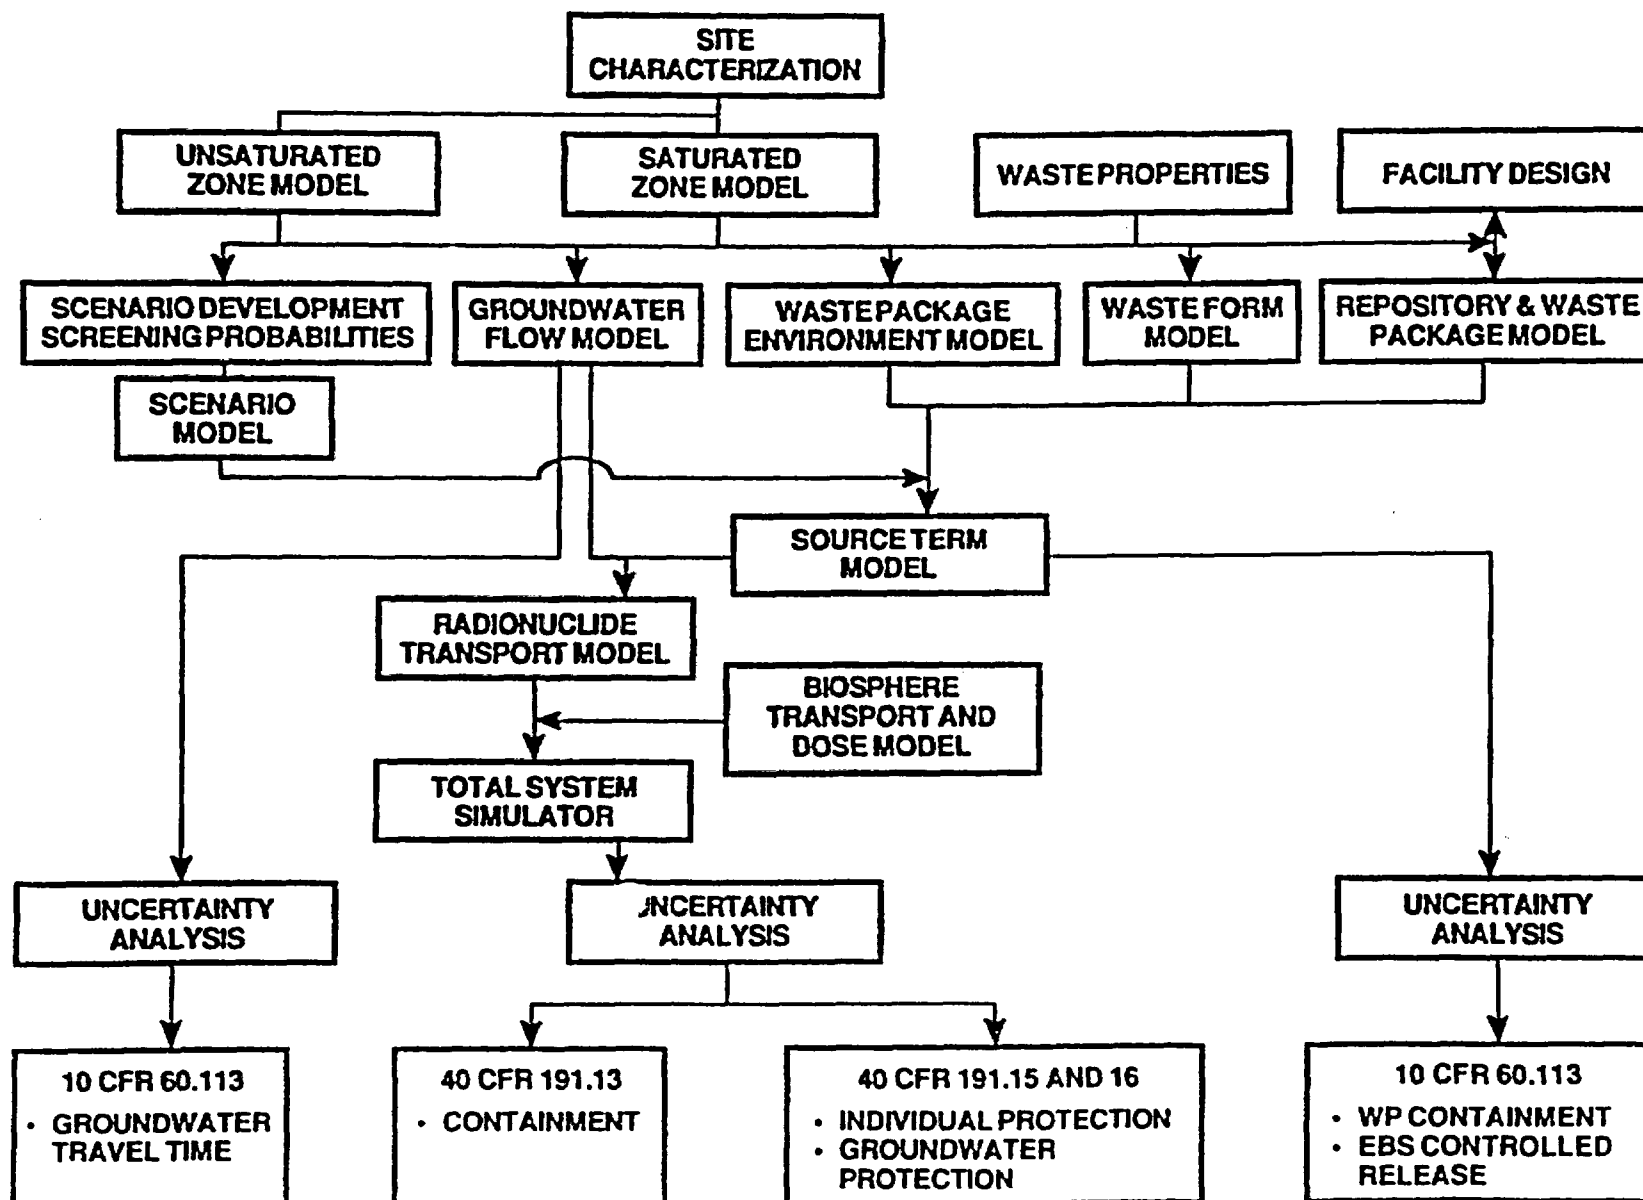 SITE
CHARACTERIZATION
UNSATURATED
ZONE MODEL
SATURATED
ZONE MODEL
WASTE PROPERTIES
FACILITY DESIGN
SCENARIO DEVELOPMENT
SCREENING PROBABILITIES
GROUNDWATER
FLOW MODEL
WASTE PACKAGE
ENVIRONMENT MODEL
WASTE FORM
MODEL
REPOSITORY & WASTE
PACKAGE MODEL
SCENARIO
MODEL
SOURCE TERM
MODEL
RADIONUCLIDE
TRANSPORT MODEL
BIOSPHERE
TRANSPORT AND
DOSE MODEL
TOTAL SYSTEM
SIMULATOR
UNCERTAINTY
ANALYSIS
UNCERTAINTY
ANALYSIS
UNCERTAINTY
ANALYSIS
10 CFR 60.113
• GROUNDWATER
TRAVEL TIME
40 CFR 191.13
• CONTAINMENT
40 CFR 191.15 AND 16
• INDIVIDUAL PROTECTION
• GROUNDWATER
PROTECTION
10 CFR 60.113
• WP CONTAINMENT
• EBS CONTROLLED
RELEASE